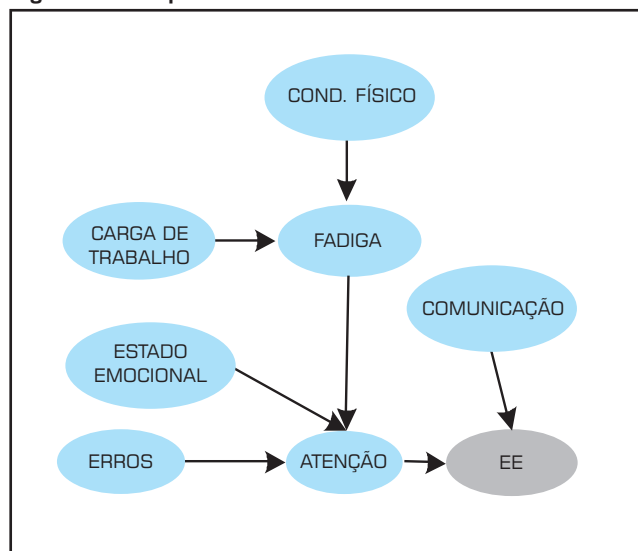 COND. FÍSICO
CARGA DE
TRABALHO
FADIGA
COMUNICAÇÃO
ESTADO
EMOCIONAL
ERROS
ATENÇÃO
EE